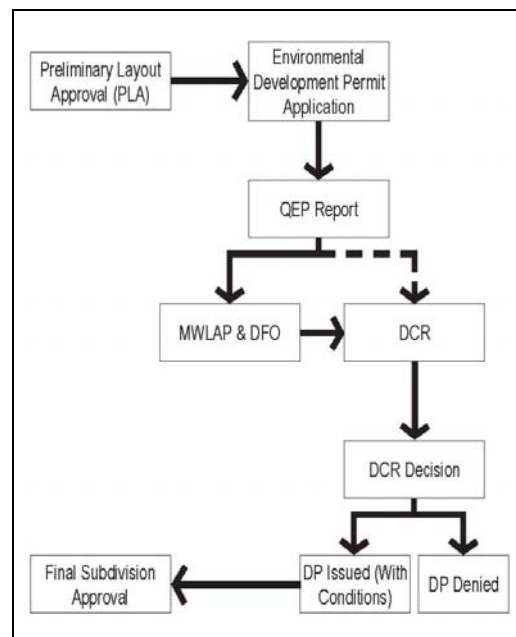 Preliminary Layout
Approval (PLA)
Environmental
Development Permit
Application
QEP Report
MWLAP & DFO
DCR
DCR Decision
Final Subdivision
Approval
DP Issued (With
Conditions)
DP Denied